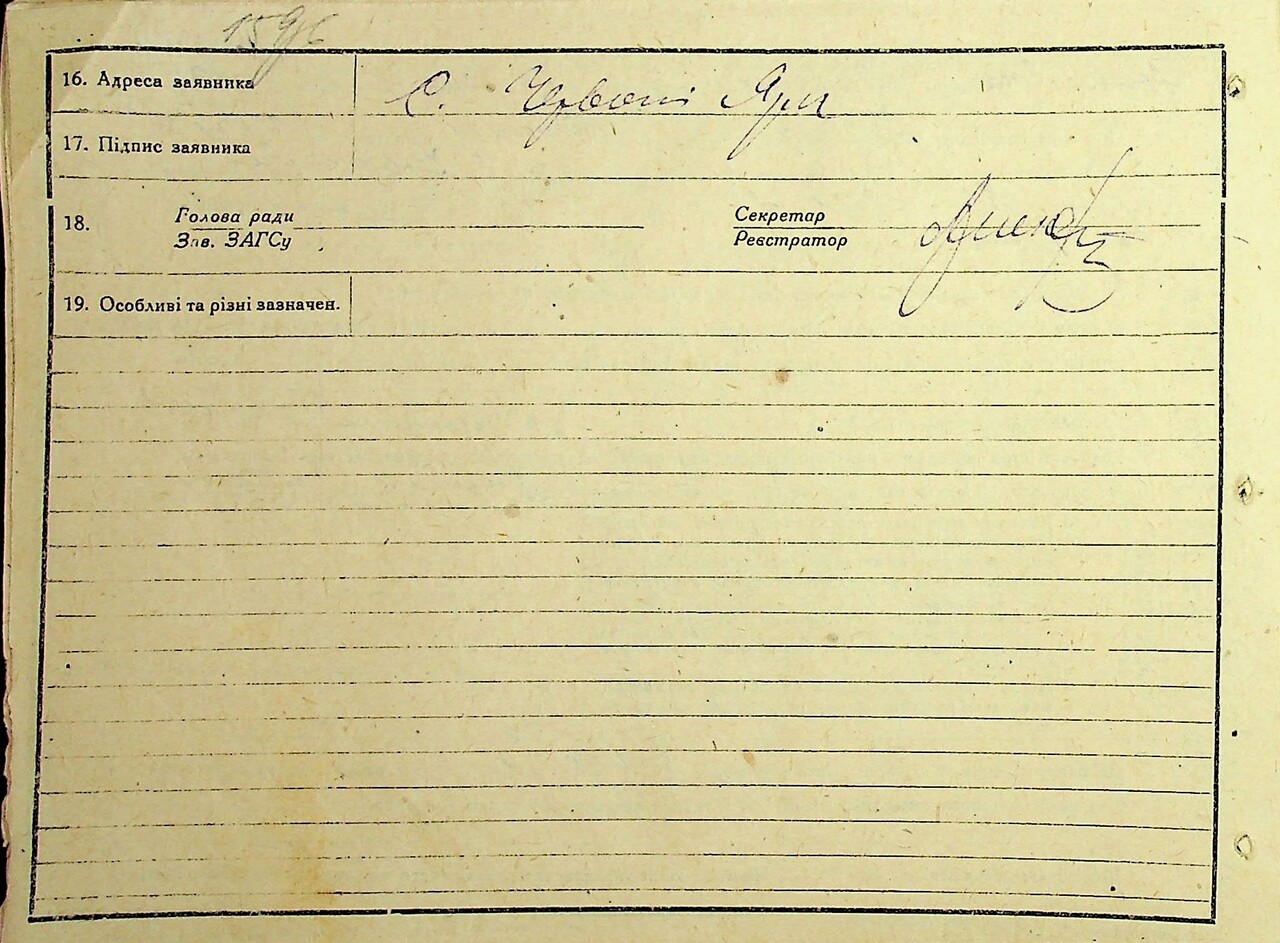 16. Адреса заявника С. Червоні Яри
17. Підпис заявника
18. Голова ради Секретар
Зав. ЗАГСу Реєстратор
19. Особливі та різні зазначен.